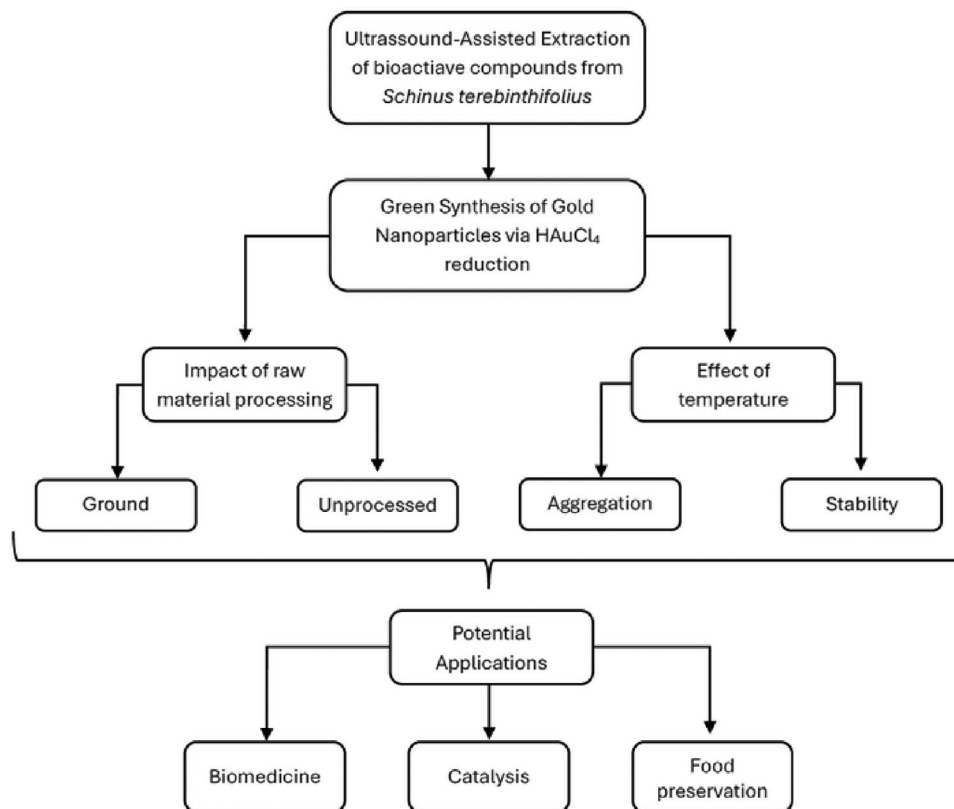 Ultrassound-Assisted Extraction
of bioactiave compounds from
Schinus terebinthifolius
Green Synthesis of Gold
Nanoparticles via HAuCl₄
reduction
Impact of raw
material processing
Effect of
temperature
Ground
Unprocessed
Aggregation
Stability
Potential
Applications
Biomedicine
Catalysis
Food
preservation